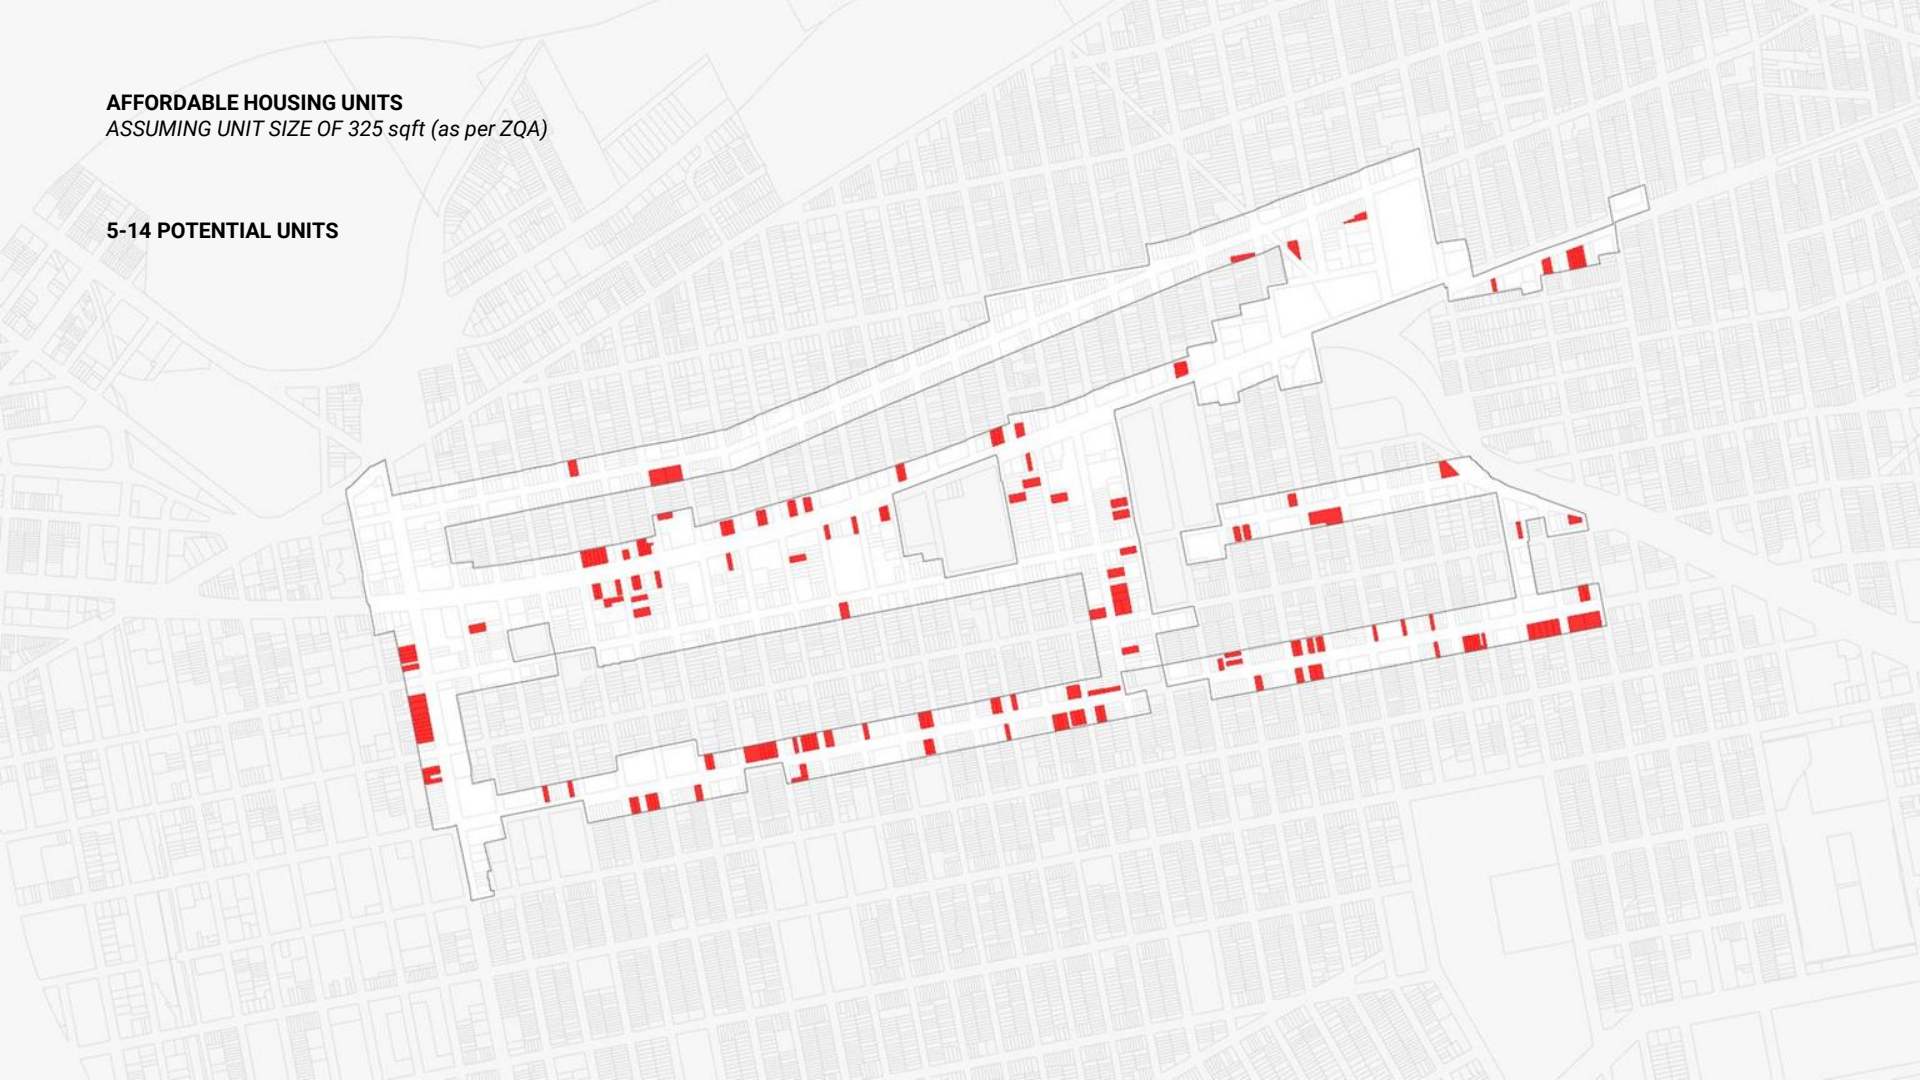 AFFORDABLE HOUSING UNITS
ASSUMING UNIT SIZE OF 325 sqft (as per ZQA)
5-14 POTENTIAL UNITS